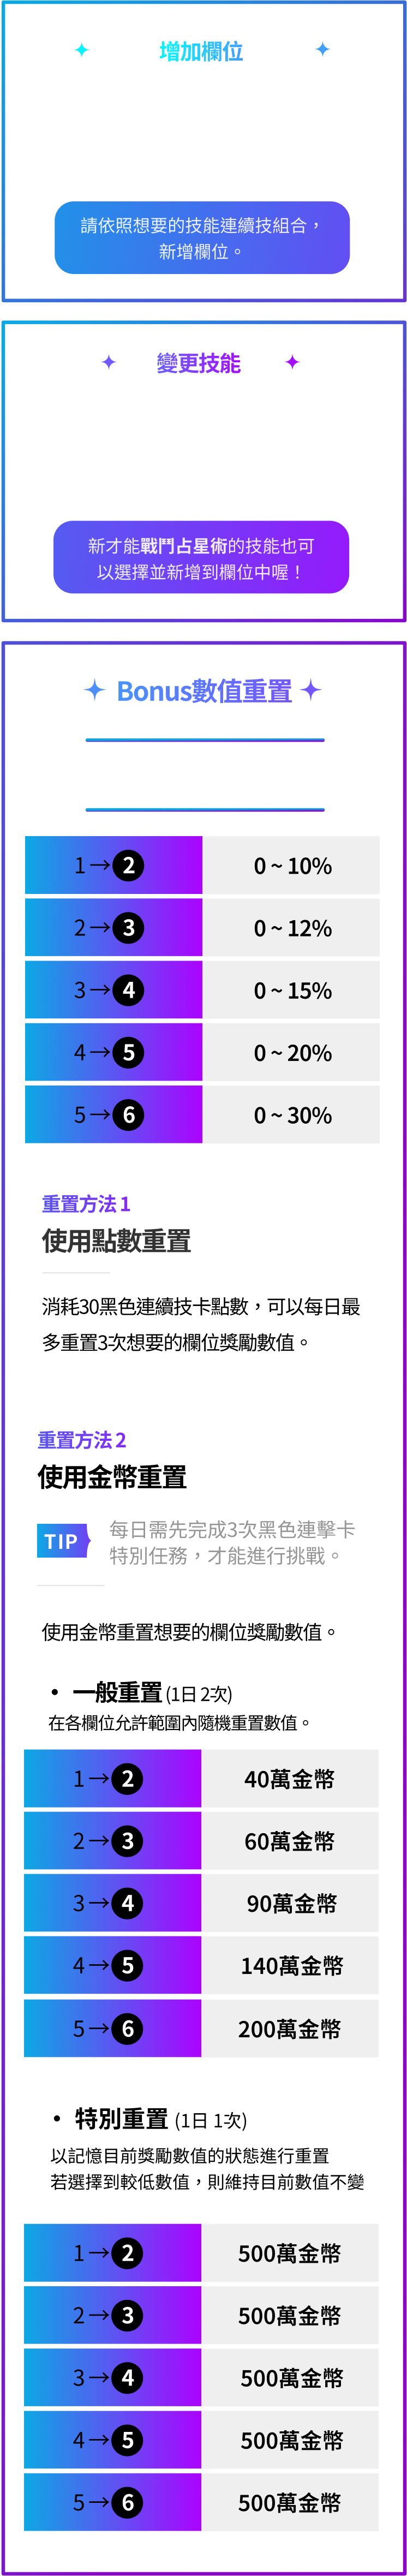 增加欄位
請依照想要的技能連續技組合，
新增欄位。
變更技能
新才能戰鬥占星術的技能也可
以選擇並新增到欄位中喔！
Bonus數值重置
1→2 0 ~ 10%
2→3 0 ~ 12%
3→4 0 ~ 15%
4→5 0 ~ 20%
5→6 0 ~ 30%
重置方法 1
使用點數重置
消耗30黑色連續技卡點數，可以每日最
多重置3次想要的欄位獎勵數值。
重置方法 2
使用金幣重置
TIP
每日需先完成3次黑色連擊卡
特別任務，才能進行挑戰。
使用金幣重置想要的欄位獎勵數值。
• 一般重置 (1日 2次)
在各欄位允許範圍內隨機重置數值。
1→2 40萬金幣
2→3 60萬金幣
3→4 90萬金幣
4→5 140萬金幣
5→6 200萬金幣
• 特別重置 (1日 1次)
以記憶目前獎勵數值的狀態進行重置
若選擇到較低數值，則維持目前數值不變
1→2 500萬金幣
2→3 500萬金幣
3→4 500萬金幣
4→5 500萬金幣
5→6 500萬金幣